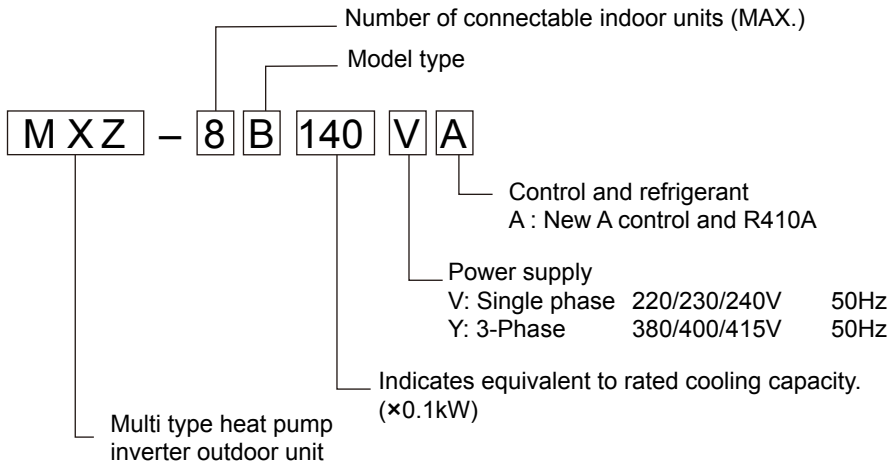 Number of connectable indoor units (MAX.)
Model type
MXZ – 8 B 140 V A
Control and refrigerant
A : New A control and R410A
Power supply
V: Single phase 220/230/240V 50Hz
Y: 3-Phase 380/400/415V 50Hz
Indicates equivalent to rated cooling capacity.
(×0.1kW)
Multi type heat pump
inverter outdoor unit